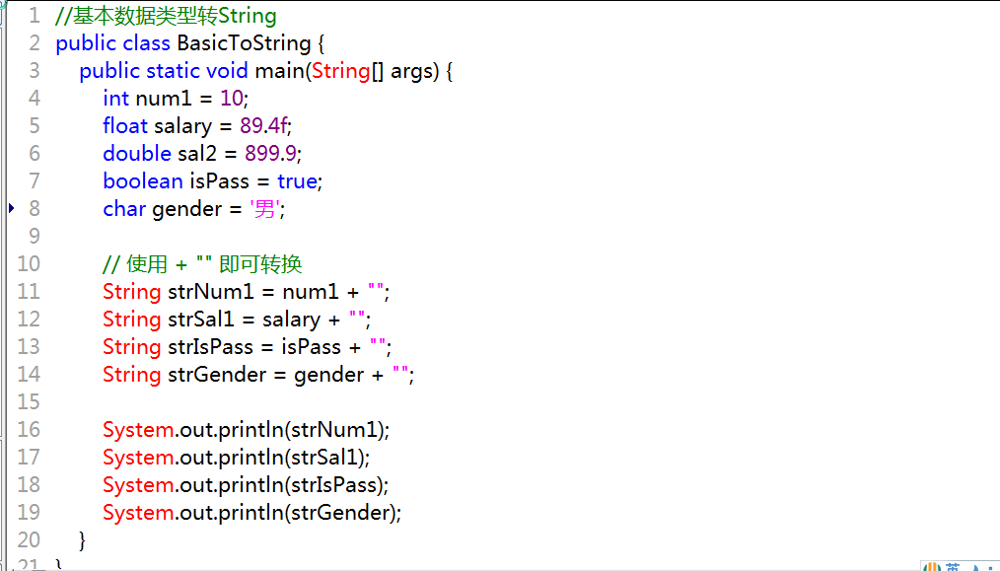 1 //基本数据类型转String
2 public class BasicToString {
3 public static void main(String[] args) {
4 int num1 = 10;
5 float salary = 89.4f;
6 double sal2 = 899.9;
7 boolean isPass = true;
8 char gender = '男';
9
10 // 使用 + "" 即可转换
11 String strNum1 = num1 + "";
12 String strSal1 = salary + "";
13 String strIsPass = isPass + "";
14 String strGender = gender + "";
15
16 System.out.println(strNum1);
17 System.out.println(strSal1);
18 System.out.println(strIsPass);
19 System.out.println(strGender);
20 }
21 }
英